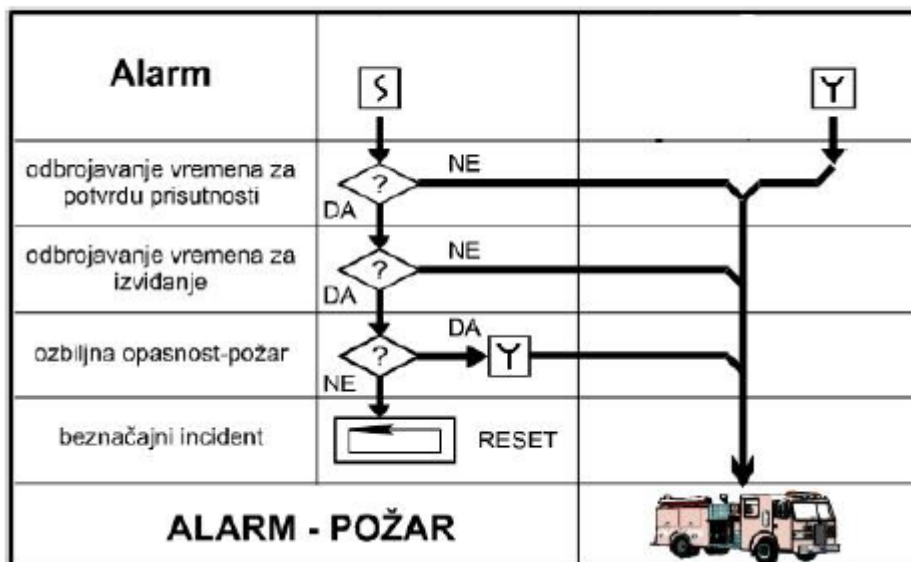 Alarm
odbrojavanje vremena za
potvrdu prisutnosti
?
NE
DA
odbrojavanje vremena za
izviđanje
?
NE
DA
ozbiljna opasnost-požar
?
DA
NE
beznačajni incident
RESET
ALARM - POŽAR